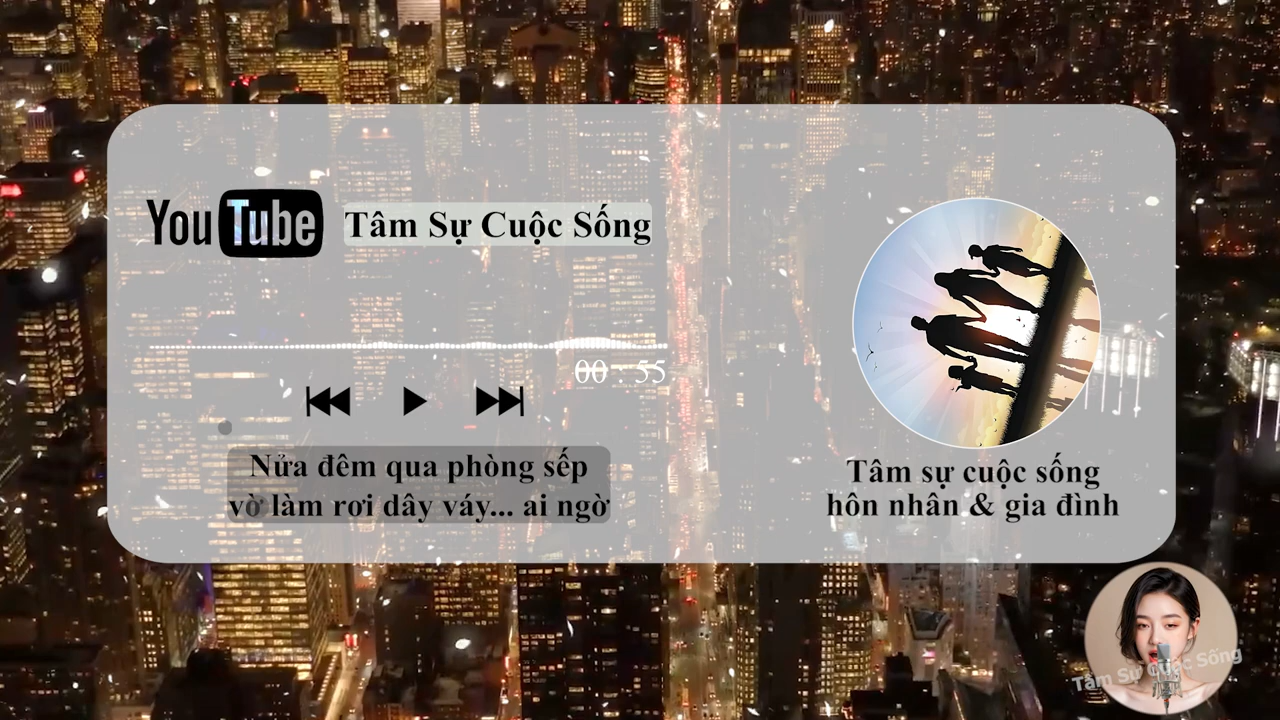 YouTube Tâm Sự Cuộc Sống
00 : 55
Nửa đêm qua phòng sếp
vờ làm rơi dây váy... ai ngờ
Tâm sự cuộc sống
hôn nhân & gia đình
Tâm Sự Cuộc Sống